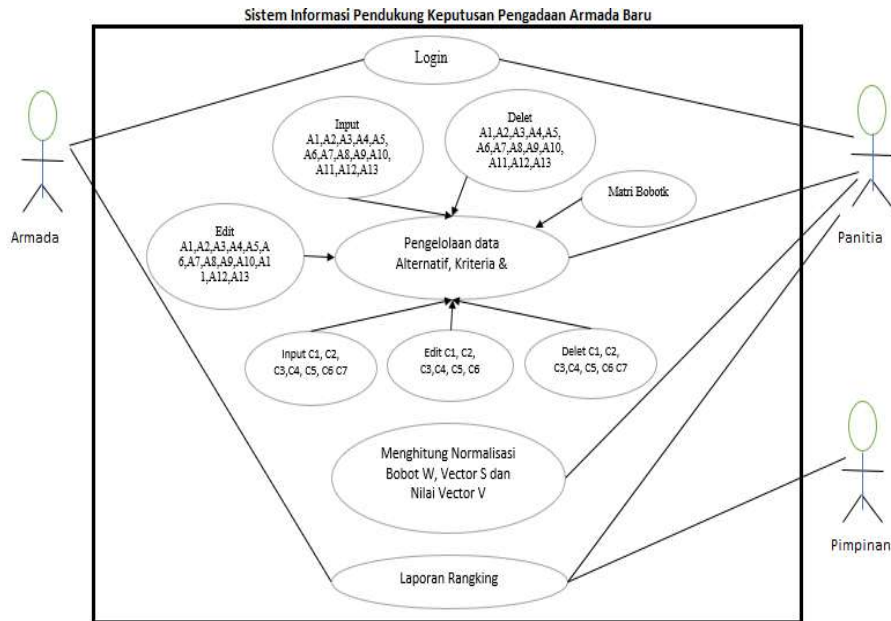 Sistem Informasi Pendukung Keputusan Pengadaan Armada Baru
Login
Input
A1,A2,A3,A4,A5,
A6,A7,A8,A9,A10,
A11,A12,A13
Delet
A1,A2,A3,A4,A5,
A6,A7,A8,A9,A10,
A11,A12,A13
Matri Bobotk
Armada
Panitia
Edit
A1,A2,A3,A4,A5,A
6,A7,A8,A9,A10,A1
1,A12,A13
Pengelolaan data
Alternatif, Kriteria &
Input C1, C2,
C3,C4, C5, C6 C7
Edit C1, C2,
C3,C4, C5, C6
Delet C1, C2,
C3,C4, C5, C6 C7
Menghitung Normalisasi
Bobot W, Vector S dan
Nilai Vector V
Pimpinan
Laporan Rangking